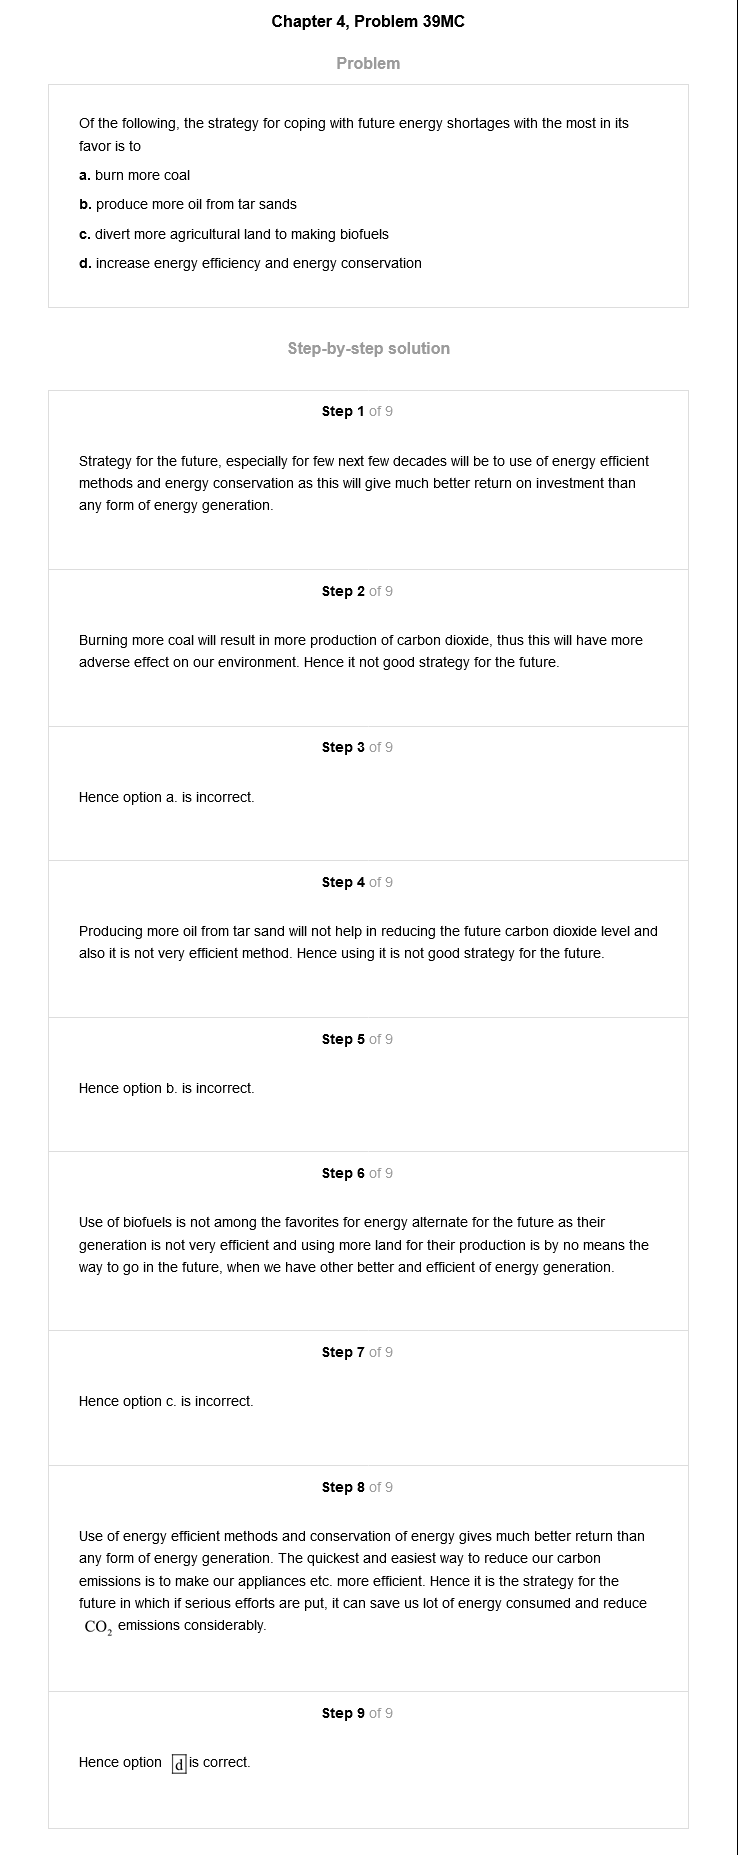 Chapter 4, Problem 39MC
Problem
Of the following, the strategy for coping with future energy shortages with the most in its
favor is to
a. burn more coal
b. produce more oil from tar sands
c. divert more agricultural land to making biofuels
d. increase energy efficiency and energy conservation
Step-by-step solution
Step 1 of 9
Strategy for the future, especially for few next few decades will be to use of energy efficient
methods and energy conservation as this will give much better return on investment than
any form of energy generation.
Step 2 of 9
Burning more coal will result in more production of carbon dioxide, thus this will have more
adverse effect on our environment. Hence it not good strategy for the future.
Step 3 of 9
Hence option a. is incorrect.
Step 4 of 9
Producing more oil from tar sand will not help in reducing the future carbon dioxide level and
also it is not very efficient method. Hence using it is not good strategy for the future.
Step 5 of 9
Hence option b. is incorrect.
Step 6 of 9
Use of biofuels is not among the favorites for energy alternate for the future as their
generation is not very efficient and using more land for their production is by no means the
way to go in the future, when we have other better and efficient of energy generation.
Step 7 of 9
Hence option c. is incorrect.
Step 8 of 9
Use of energy efficient methods and conservation of energy gives much better return than
any form of energy generation. The quickest and easiest way to reduce our carbon
emissions is to make our appliances etc. more efficient. Hence it is the strategy for the
future in which if serious efforts are put, it can save us lot of energy consumed and reduce
CO₂ emissions considerably.
Step 9 of 9
Hence option d is correct.